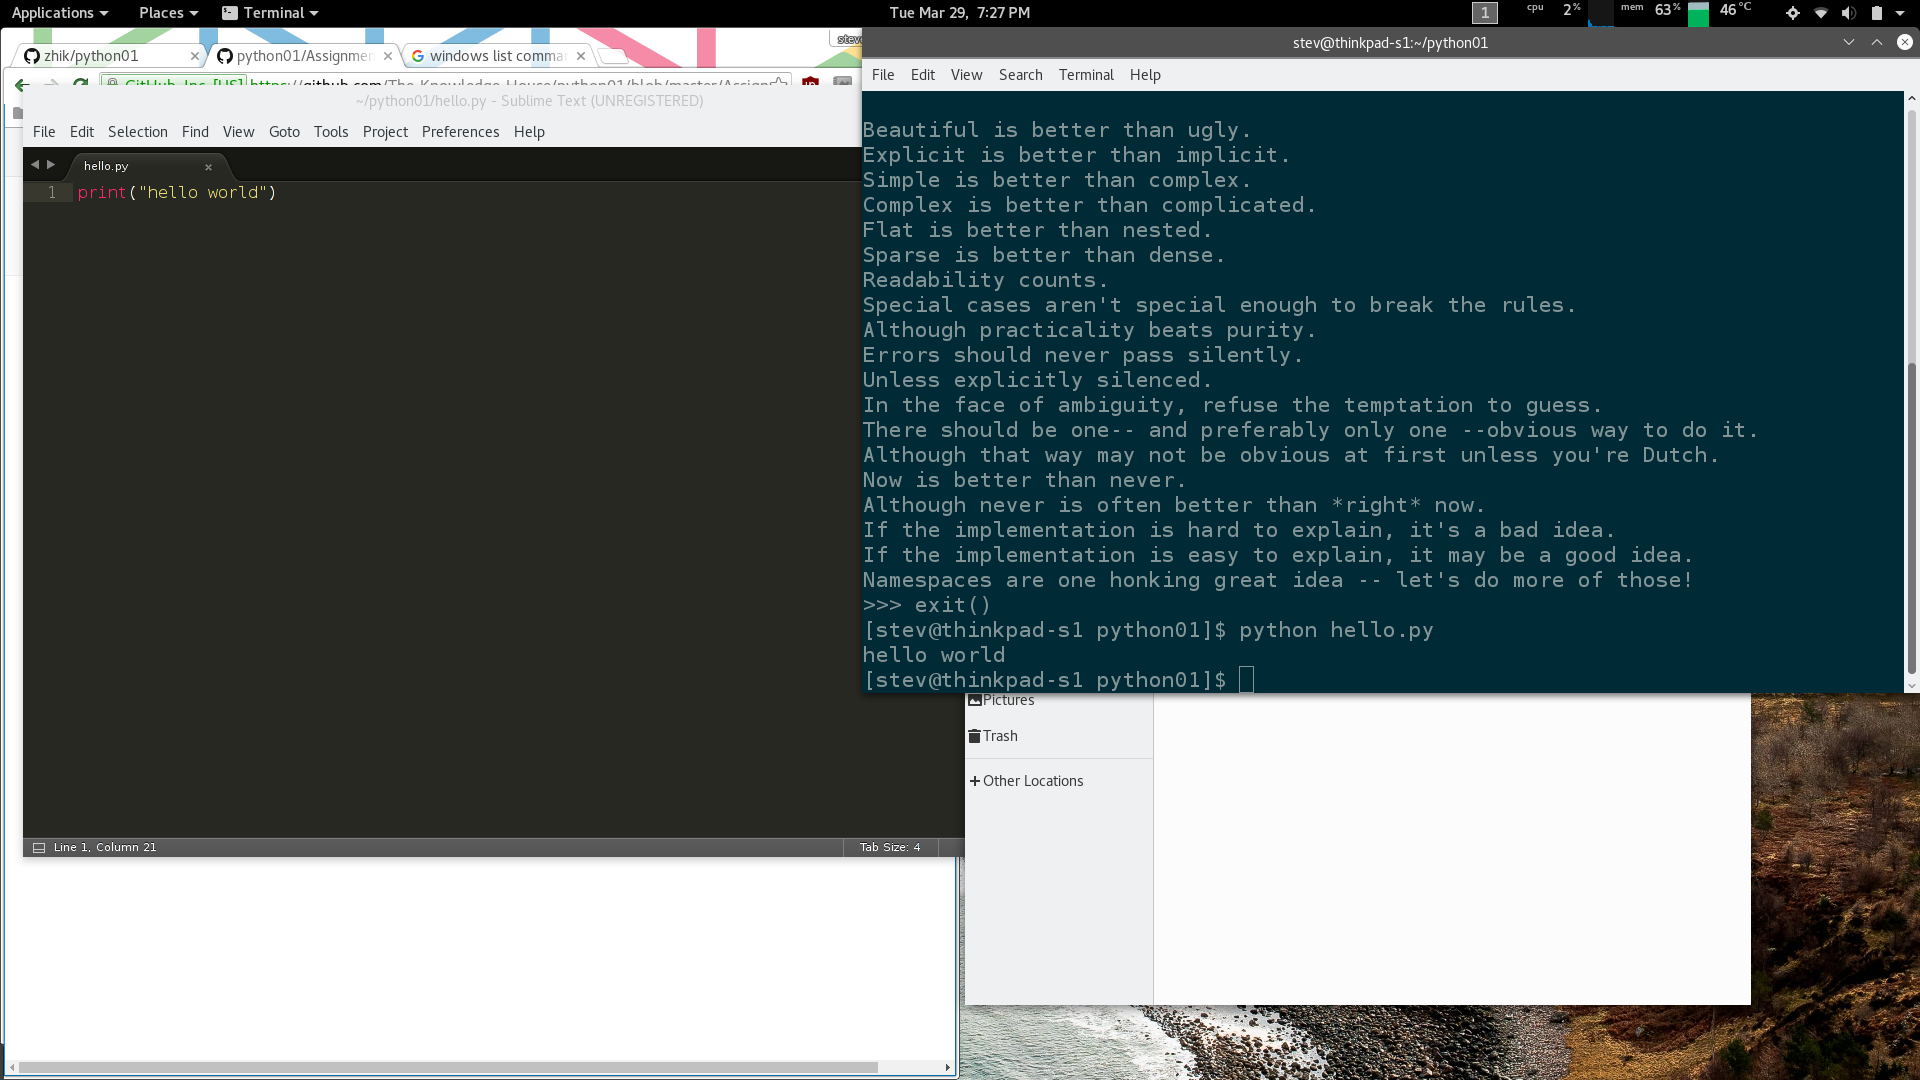 Applications Places Terminal Tue Mar 29, 7:27 PM 1 cpu 2% mem 63% 46°C
zhik/python01 python01/Assignmen windows list comma
stev@thinkpad-s1:~/python01
File Edit View Search Terminal Help
~/python01/hello.py - Sublime Text (UNREGISTERED)
File Edit Selection Find View Goto Tools Project Preferences Help
hello.py
1 print("hello world")
Line 1, Column 21 Tab Size: 4
Beautiful is better than ugly.
Explicit is better than implicit.
Simple is better than complex.
Complex is better than complicated.
Flat is better than nested.
Sparse is better than dense.
Readability counts.
Special cases aren't special enough to break the rules.
Although practicality beats purity.
Errors should never pass silently.
Unless explicitly silenced.
In the face of ambiguity, refuse the temptation to guess.
There should be one-- and preferably only one --obvious way to do it.
Although that way may not be obvious at first unless you're Dutch.
Now is better than never.
Although never is often better than *right* now.
If the implementation is hard to explain, it's a bad idea.
If the implementation is easy to explain, it may be a good idea.
Namespaces are one honking great idea -- let's do more of those!
>>> exit()
[stev@thinkpad-s1 python01]$ python hello.py
hello world
[stev@thinkpad-s1 python01]$
Pictures
Trash
+ Other Locations